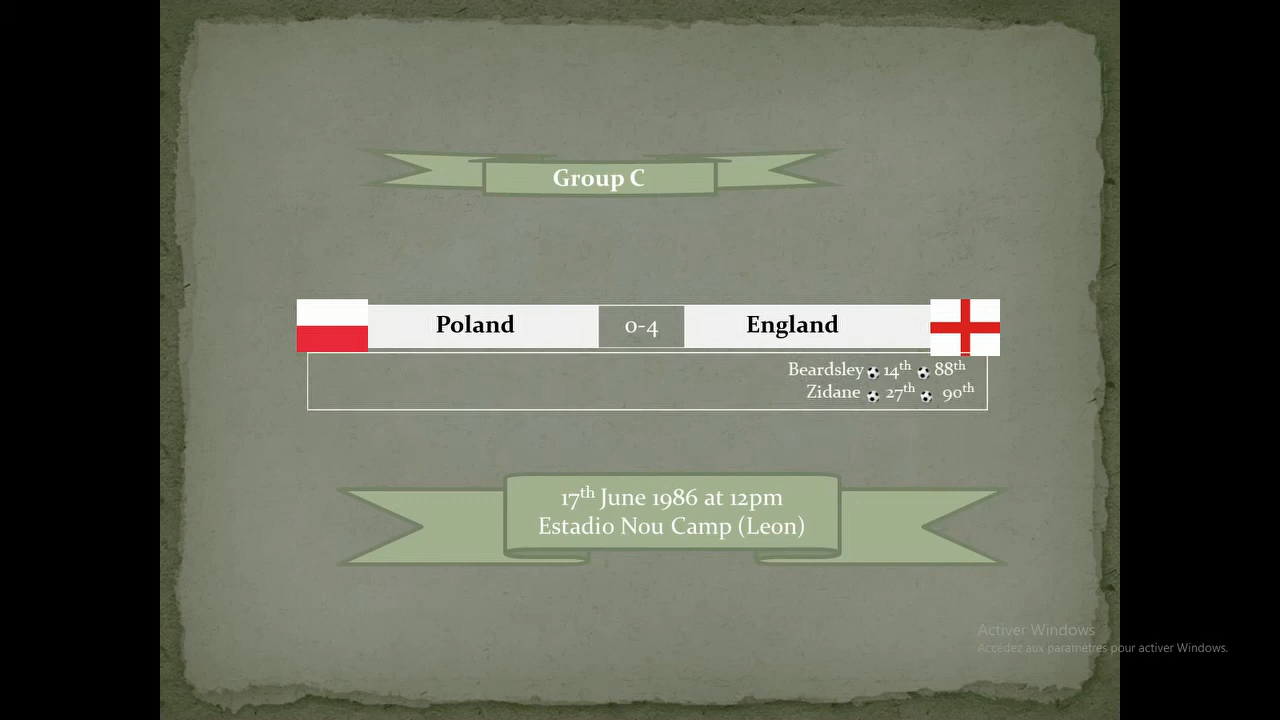 Group C
Poland 0-4 England
Beardsley 14th 88th
Zidane 27th 90th
17th June 1986 at 12pm
Estadio Nou Camp (Leon)
Activer Windows
Accédez aux paramètres pour activer Windows.